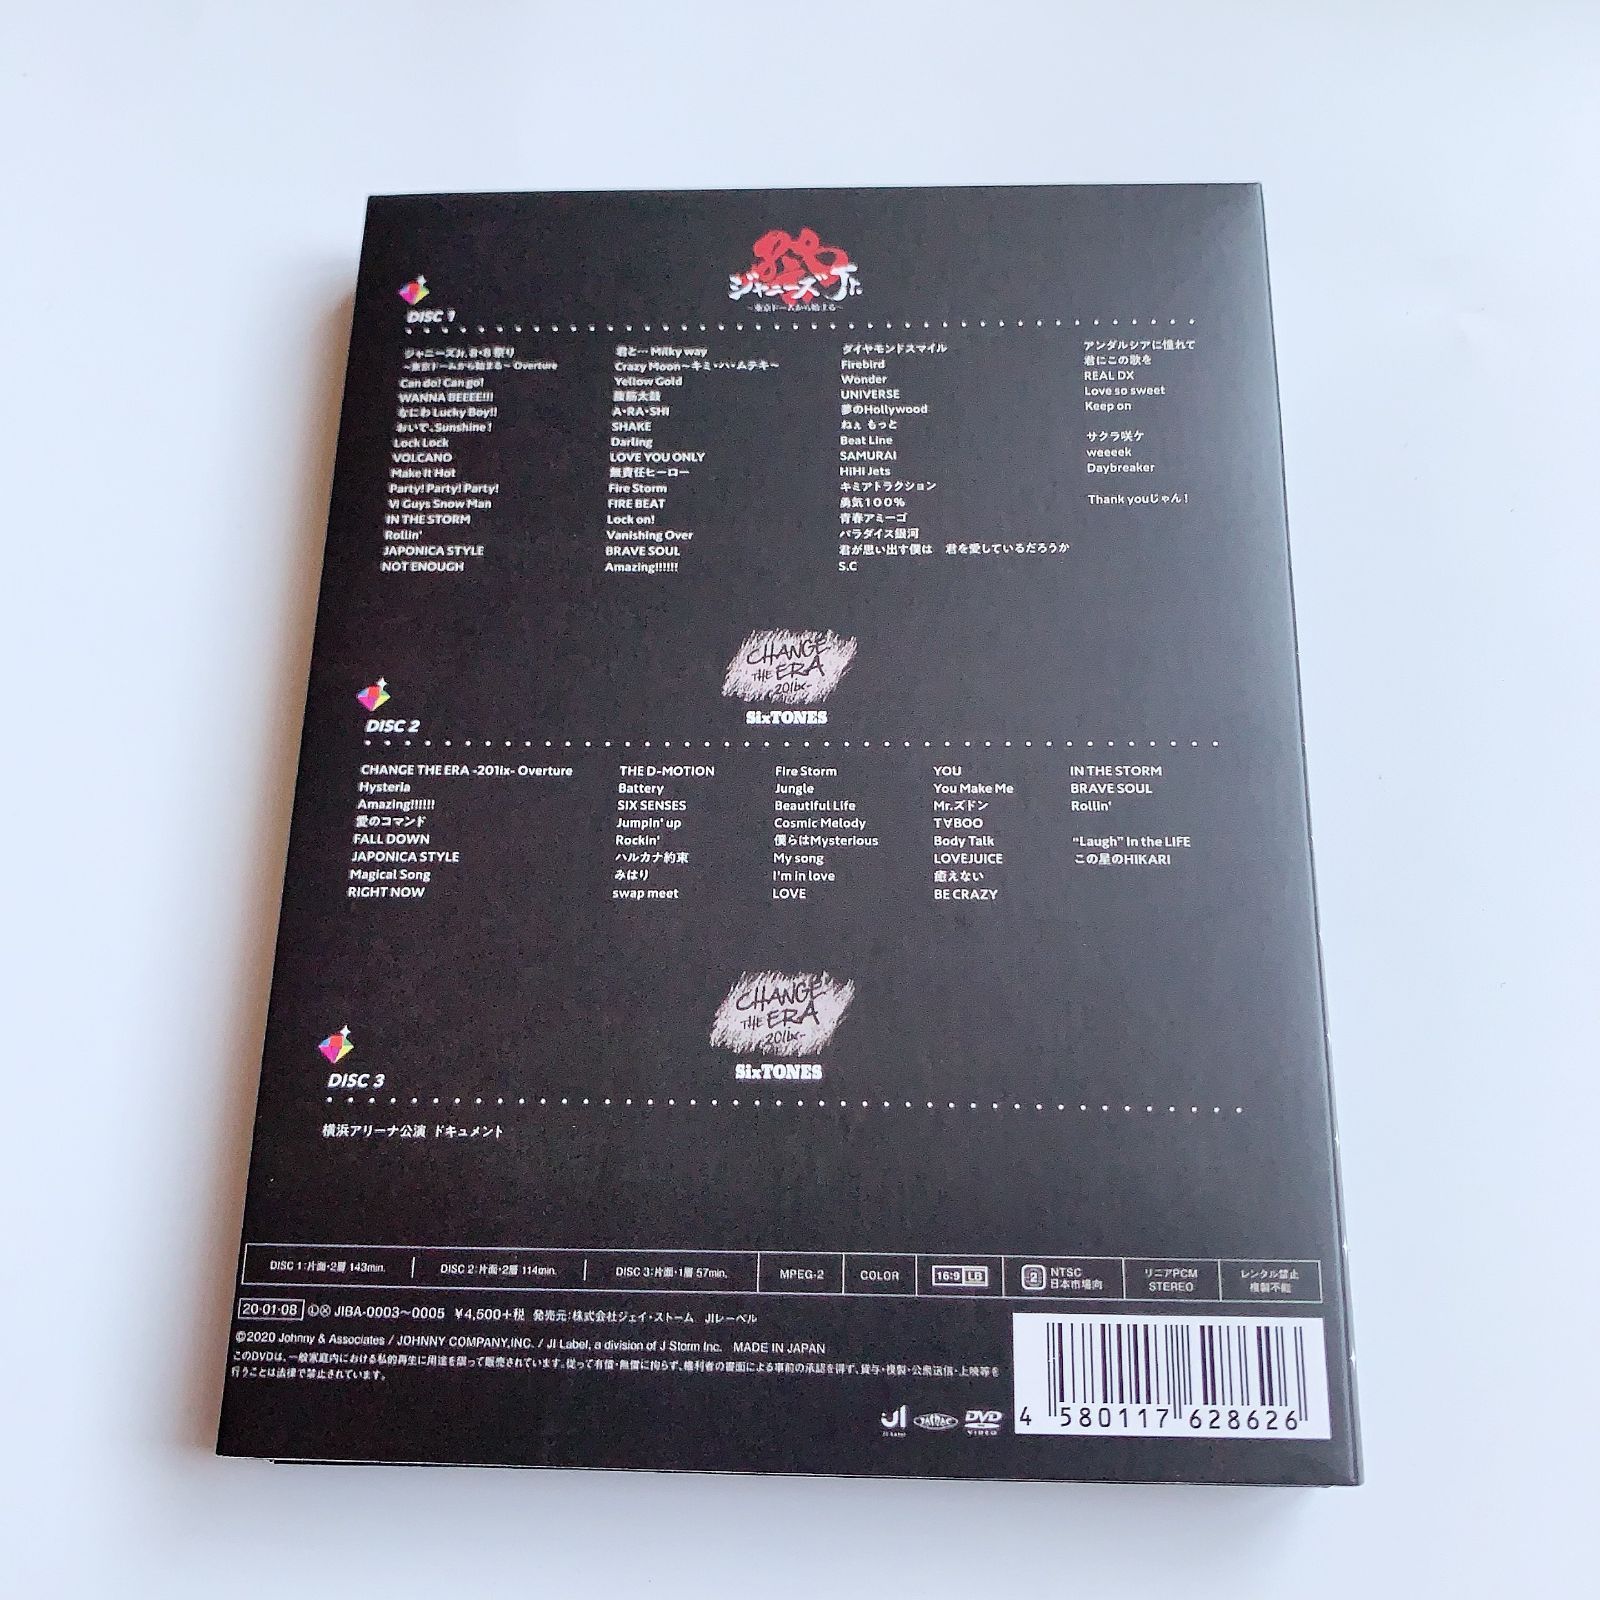 ジャニーズJr.
〜東京ドームから始まる〜
DISC 1
ジャニーズJr. 8・8祭り
〜東京ドームから始まる〜 Overture
Can do! Can go!
WANNA BEEEE!!!
なにわ Lucky Boy!!
おいで、Sunshine!
Lock Lock
VOLCANO
Make It Hot
Party! Party! Party!
Vi Guys Snow Man
IN THE STORM
Rollin'
JAPONICA STYLE
NOT ENOUGH
君と… Milky way
Crazy Moon〜キミ・ハ・ムテキ〜
Yellow Gold
腹筋太鼓
A・RA・SHI
SHAKE
Darling
LOVE YOU ONLY
無責任ヒーロー
Fire Storm
FIRE BEAT
Lock on!
Vanishing Over
BRAVE SOUL
Amazing!!!!!!
ダイヤモンドスマイル
Firebird
Wonder
UNIVERSE
夢のHollywood
ねぇ もっと
Beat Line
SAMURAI
HiHi Jets
キミアトラクション
勇気100%
青春アミーゴ
パラダイス銀河
君が思い出す僕は 君を愛しているだろうか
S.C
アンダルシアに憧れて
君にこの歌を
REAL DX
Love so sweet
Keep on
サクラ咲ケ
weeeek
Daybreaker
Thank youじゃん!
CHANGE
THE ERA
-201ix-
SixTONES
DISC 2
CHANGE THE ERA -201ix- Overture
Hysteria
Amazing!!!!!!
愛のコマンド
FALL DOWN
JAPONICA STYLE
Magical Song
RIGHT NOW
THE D-MOTION
Battery
SIX SENSES
Jumpin' up
Rockin'
ハルカナ約束
みはり
swap meet
Fire Storm
Jungle
Beautiful Life
Cosmic Melody
僕らはMysterious
My song
I'm in love
LOVE
YOU
You Make Me
Mr.ズドン
T∀BOO
Body Talk
LOVEJUICE
癒えない
BE CRAZY
IN THE STORM
BRAVE SOUL
Rollin'
"Laugh" In the LIFE
この星のHIKARI
CHANGE
THE ERA
-201ix-
SixTONES
DISC 3
横浜アリーナ公演 ドキュメント
DISC 1：片面・2層 143min. DISC 2：片面・2層 114min. DISC 3：片面・1層 57min. MPEG-2 COLOR 16:9 LB 2 NTSC 日本市場向 リニアPCM STEREO レンタル禁止 複製不能
20・01・08 Ⓛ Ⓧ JIBA-0003〜0005 ¥4,500+税 発売元：株式会社ジェイ・ストーム JIレーベル
©2020 Johnny & Associates / JOHNNY COMPANY,INC. / JI Label, a division of J Storm Inc. MADE IN JAPAN
このDVDは、一般家庭内における私的再生に用途を限って販売されています。従って有償・無償に拘らず、権利者の書面による事前の承認を得ず、貸与・複製・公衆送信・上映等を
行うことは法律で禁止されています。
JI DVD VIDEO
4 580117 628626